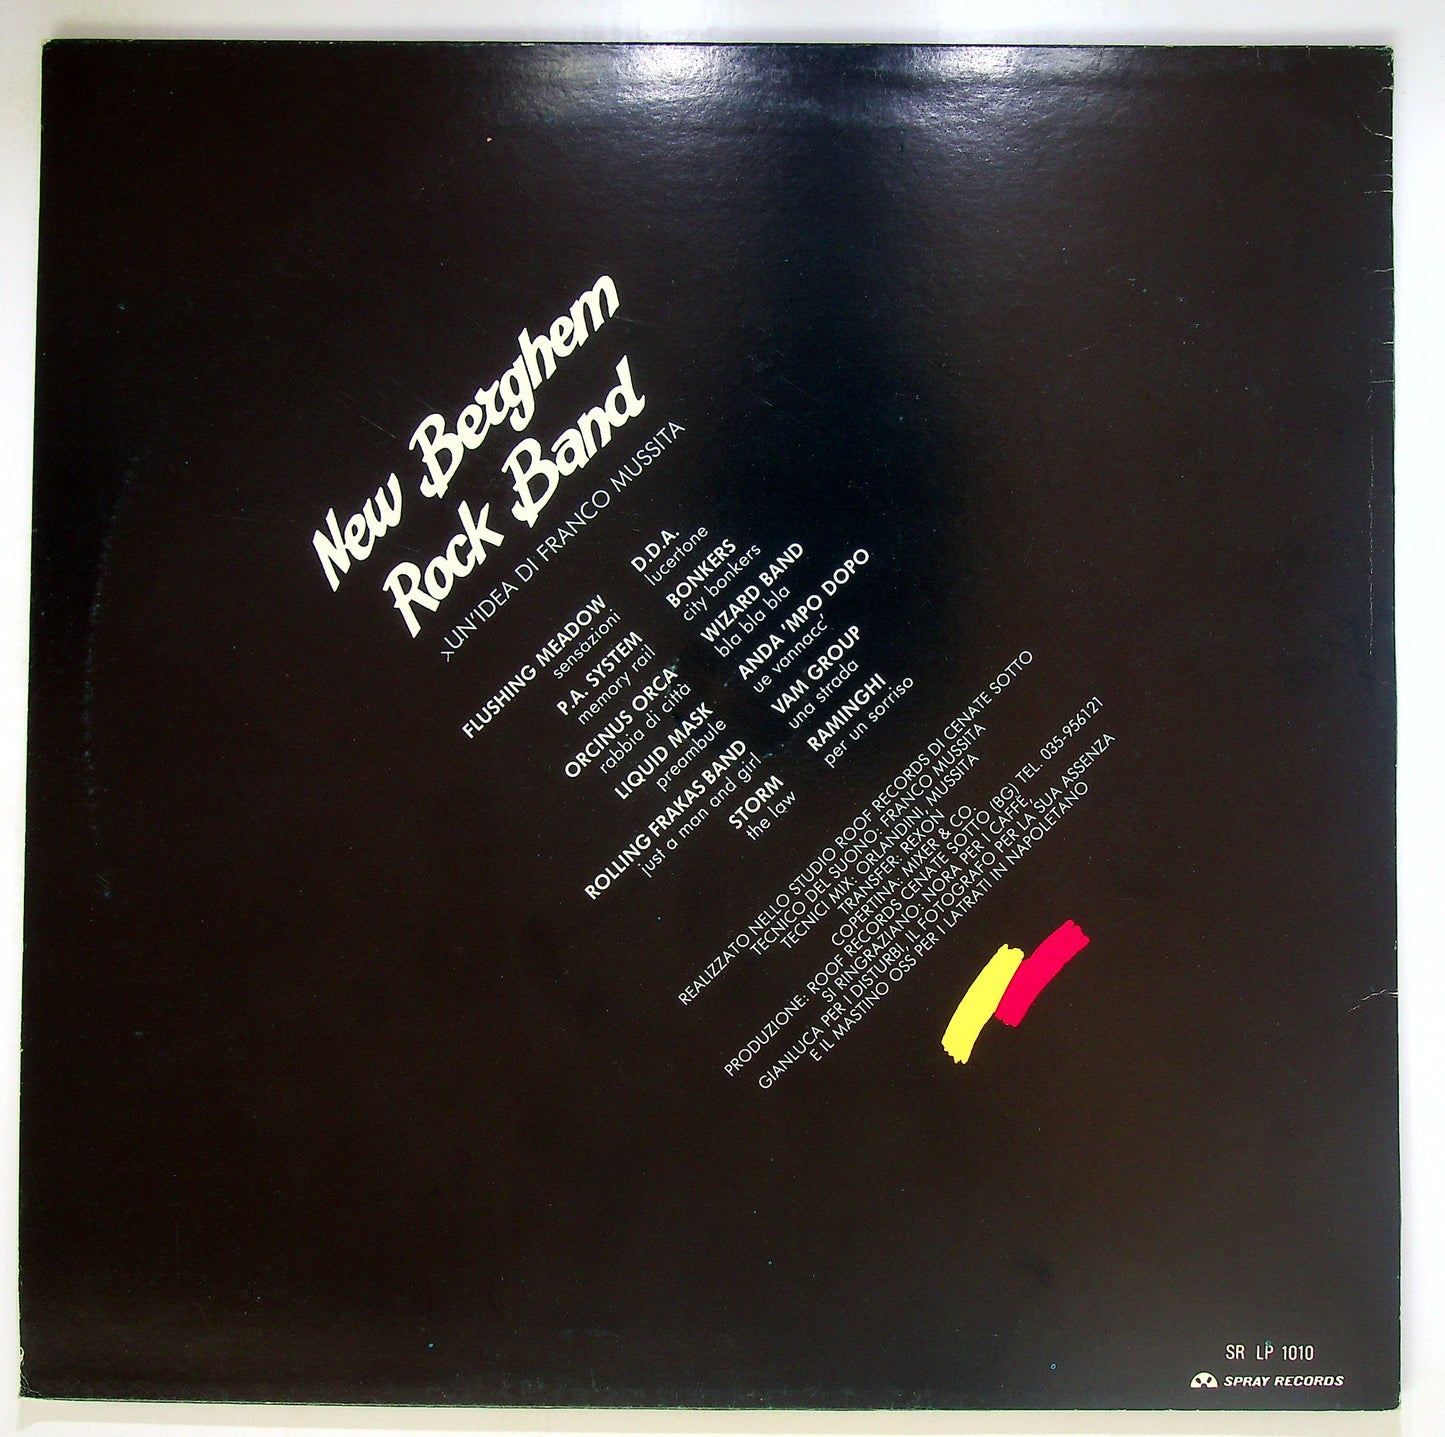 New Berghem
Rock Band
UN'IDEA DI FRANCO MUSSITA
FLUSHING MEADOW
sensazioni
P.A. SYSTEM
memory rail
ORCINUS ORCA
rabbia di città
LIQUID MASK
preambule
ROLLING FRAKAS BAND
just a man and girl
STORM
the law
D.D.A.
lucertone
BONKERS
city bonkers
WIZARD BAND
bla bla bla
ANDA 'MPO DOPO
ue vannacc'
VAM GROUP
una strada
RAMINGHI
per un sorriso
REALIZZATO NELLO STUDIO ROOF RECORDS DI CENATE SOTTO
TECNICO DEL SUONO: FRANCO MUSSITA
TECNICI MIX: ORLANDINI, MUSSITA
TRANSFER: REXON
COPERTINA: MIXER & CO.
PRODUZIONE: ROOF RECORDS CENATE SOTTO (BG) TEL. 035-956121
SI RINGRAZIANO: NORA PER I CAFFE,
GIANLUCA PER I DISTURBI, IL FOTOGRAFO PER LA SUA ASSENZA
E IL MASTINO OSS PER I LATRATI IN NAPOLETANO
SR LP 1010
SPRAY RECORDS